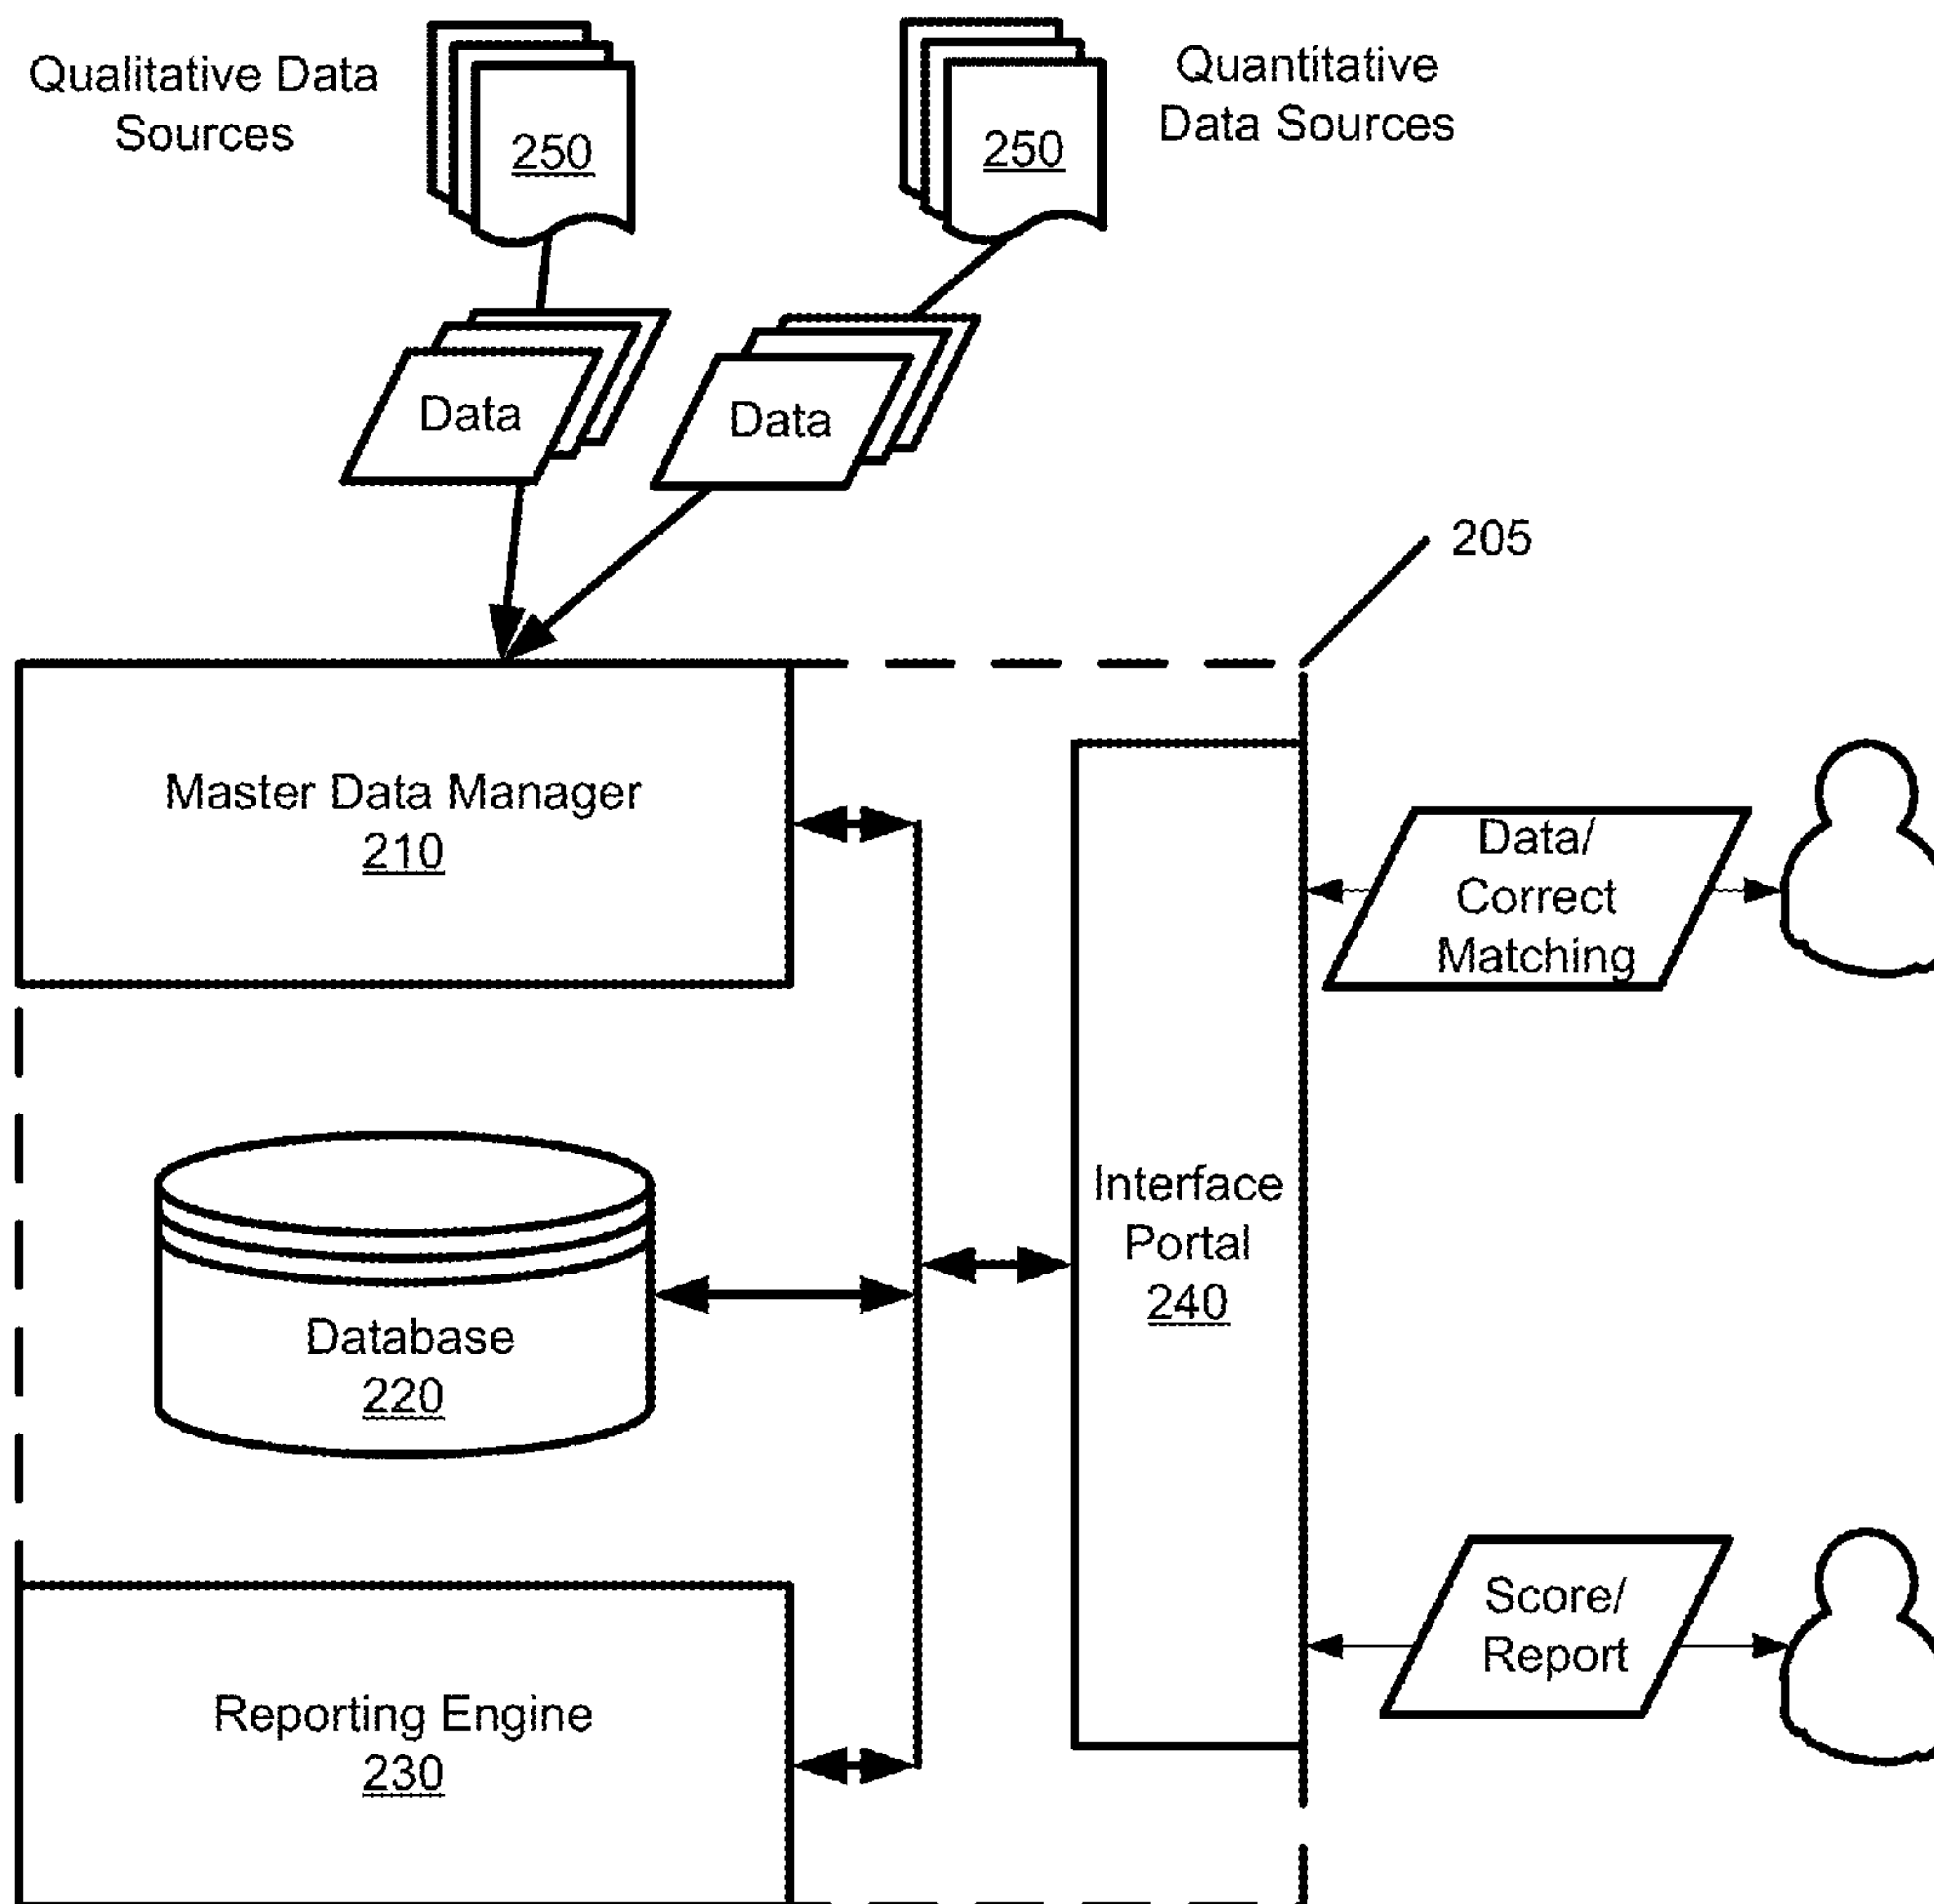 Qualitative Data
Sources
250
250
Quantitative
Data Sources
Data
Data
205
Master Data Manager
210
Data/
Correct
Matching
Interface
Portal
240
Database
220
Score/
Report
Reporting Engine
230